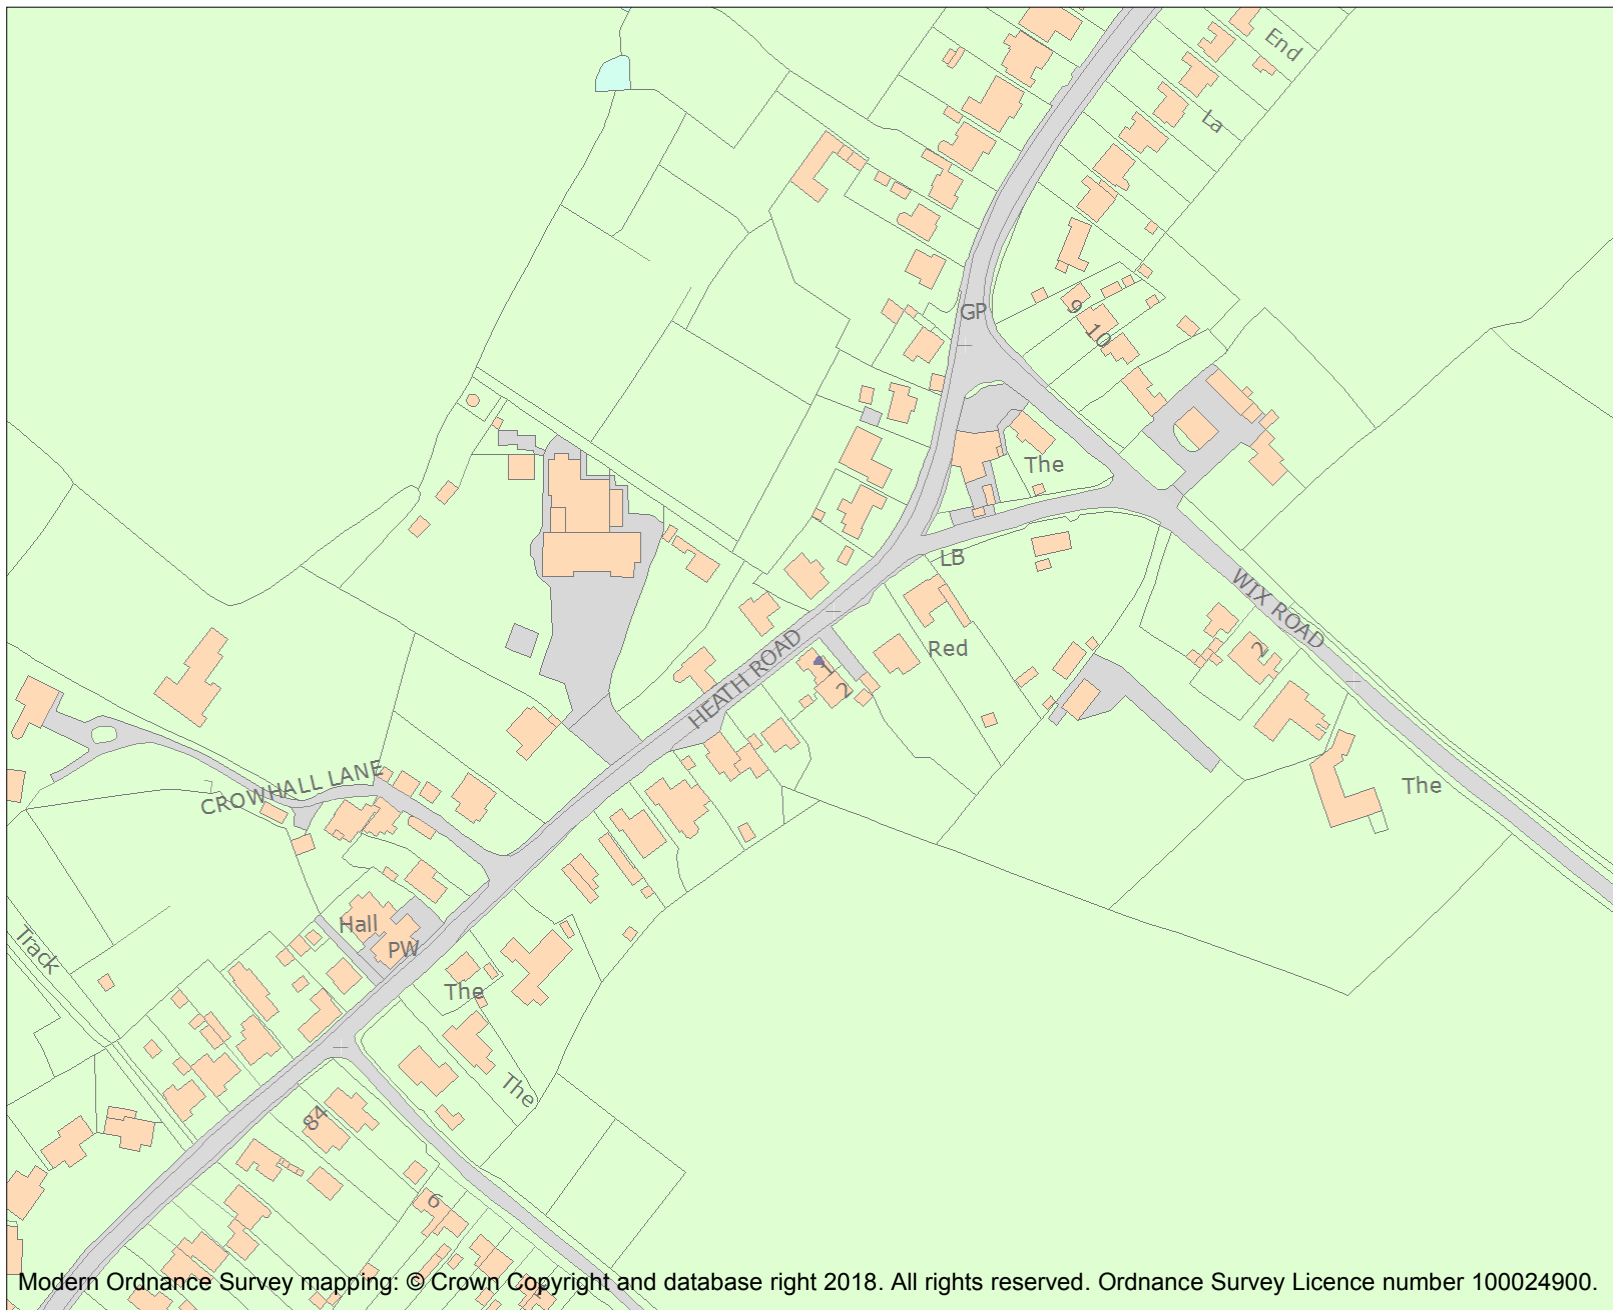 End
La
GP
9
10
The
LB
WIX ROAD
Red
2
HEATH ROAD
1
2
The
CROWHALL LANE
Hall
PW
Track
The
The
84
6
Modern Ordnance Survey mapping: © Crown Copyright and database right 2018. All rights reserved. Ordnance Survey Licence number 100024900.